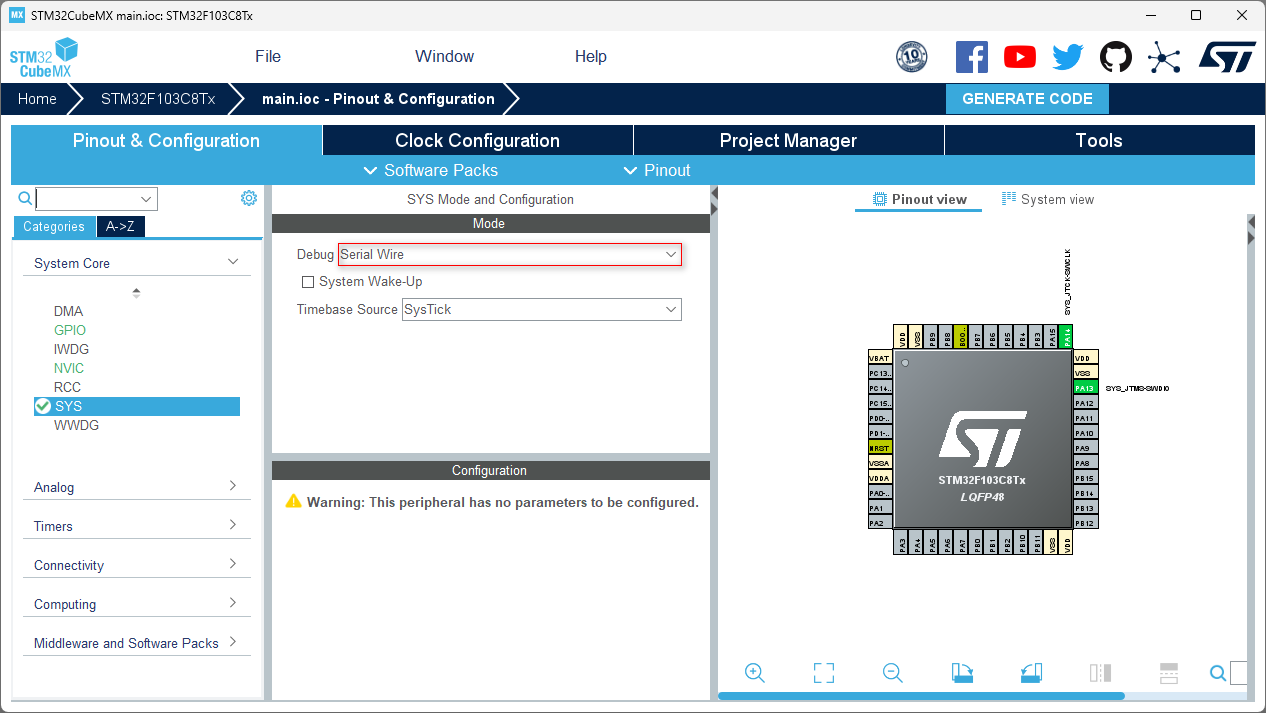 MX STM32CubeMX main.ioc: STM32F103C8Tx
STM32
CubeMX
File Window Help
10
Home STM32F103C8Tx main.ioc - Pinout & Configuration GENERATE CODE
Pinout & Configuration Clock Configuration Project Manager Tools
Software Packs Pinout
Categories A->Z
System Core
DMA
GPIO
IWDG
NVIC
RCC
SYS
WWDG
Analog
Timers
Connectivity
Computing
Middleware and Software Packs
SYS Mode and Configuration
Mode
Debug Serial Wire
System Wake-Up
Timebase Source SysTick
Configuration
Warning: This peripheral has no parameters to be configured.
Pinout view System view
SYS_JTCK-SWCLK
VDD VSS PB9 PB8 BOO.. PB7 PB6 PB5 PB4 PB3 PA15 PA14
VBAT
PC13..
PC14..
PC15..
PD0-..
PD1-..
NRST
VSSA
VDDA
PA0-..
PA1
PA2
STM32F103C8Tx
LQFP48
VDD
VSS
PA13 SYS_JTMS-SWDIO
PA12
PA11
PA10
PA9
PA8
PB15
PB14
PB13
PB12
PA3 PA4 PA5 PA6 PA7 PB0 PB1 PB2 PB10 PB11 VSS VDD